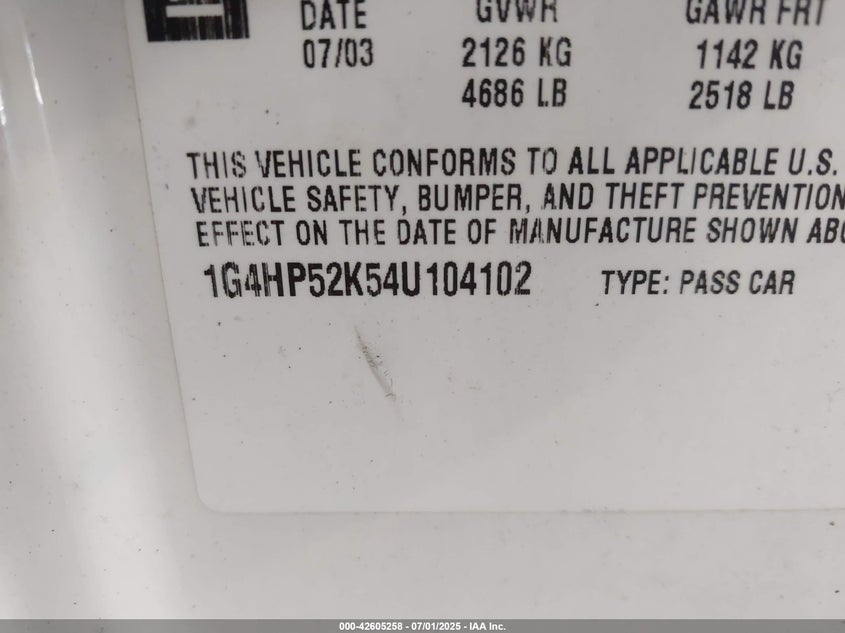 DATE GVWR GAWR FRT
07/03 2126 KG 1142 KG
4686 LB 2518 LB
THIS VEHICLE CONFORMS TO ALL APPLICABLE U.S.
VEHICLE SAFETY, BUMPER, AND THEFT PREVENTION
EFFECT ON THE DATE OF MANUFACTURE SHOWN
1G4HP52K54U104102 TYPE: PASS CAR
000-42605258 - 07/01/2025 - IAA Inc.